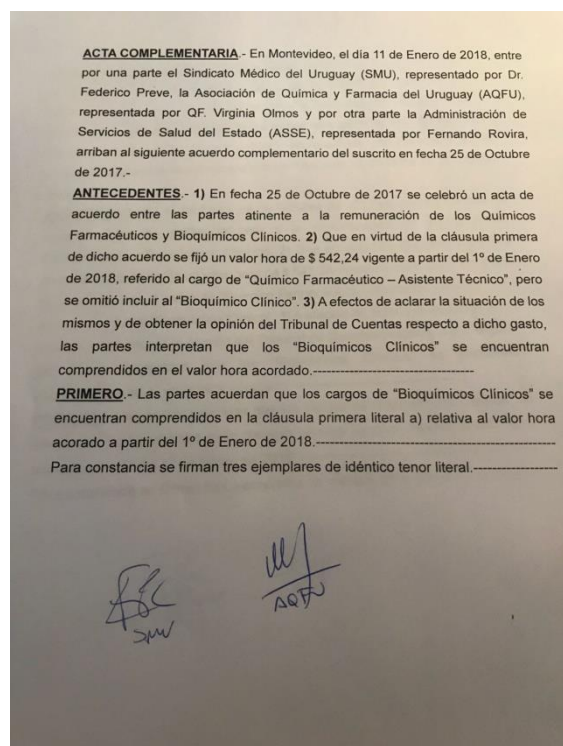 ACTA COMPLEMENTARIA.- En Montevideo, el día 11 de Enero de 2018, entre
por una parte el Sindicato Médico del Uruguay (SMU), representado por Dr.
Federico Preve, la Asociación de Química y Farmacia del Uruguay (AQFU),
representada por QF. Virginia Olmos y por otra parte la Administración de
Servicios de Salud del Estado (ASSE), representada por Fernando Rovira,
arriban al siguiente acuerdo complementario del suscrito en fecha 25 de Octubre
de 2017.-
ANTECEDENTES.- 1) En fecha 25 de Octubre de 2017 se celebró un acta de
acuerdo entre las partes atinente a la remuneración de los Químicos
Farmacéuticos y Bioquímicos Clínicos. 2) Que en virtud de la cláusula primera
de dicho acuerdo se fijó un valor hora de $ 542,24 vigente a partir del 1º de Enero
de 2018, referido al cargo de “Químico Farmacéutico – Asistente Técnico”, pero
se omitió incluir al “Bioquímico Clínico”. 3) A efectos de aclarar la situación de los
mismos y de obtener la opinión del Tribunal de Cuentas respecto a dicho gasto,
las partes interpretan que los “Bioquímicos Clínicos” se encuentran
comprendidos en el valor hora acordado.----------------------------------
PRIMERO.- Las partes acuerdan que los cargos de “Bioquímicos Clínicos” se
encuentran comprendidos en la cláusula primera literal a) relativa al valor hora
acorado a partir del 1º de Enero de 2018.--------------------------------------------------
Para constancia se firman tres ejemplares de idéntico tenor literal.------------------
AQFU
SMU